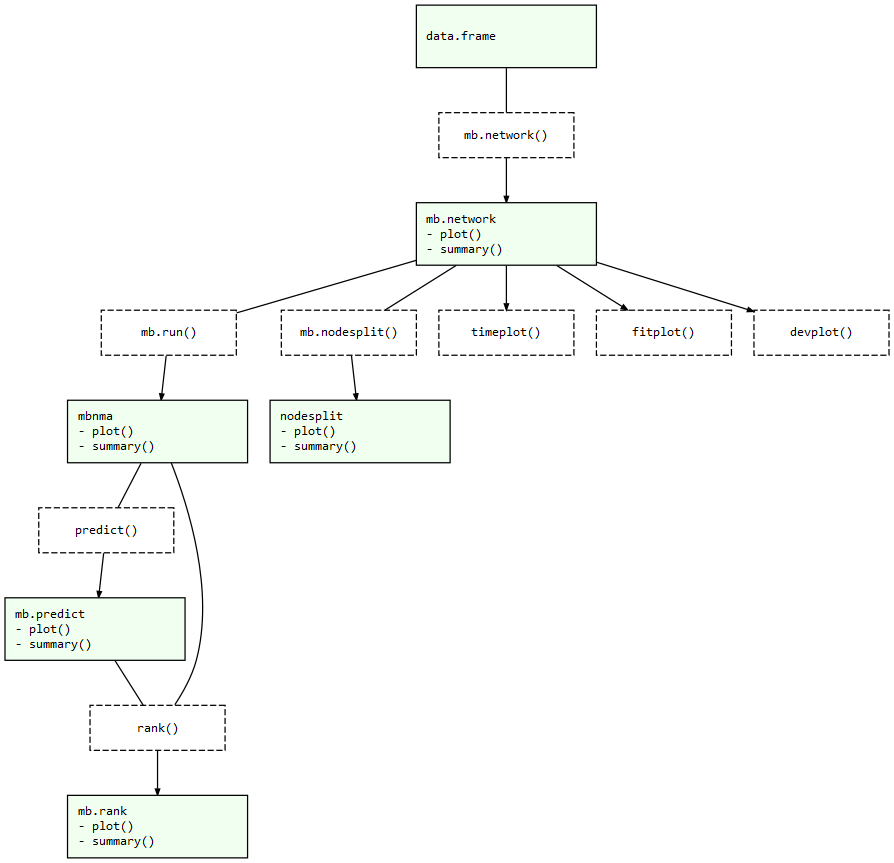 data.frame
mb.network()
mb.network
- plot()
- summary()
mb.run()
mb.nodesplit()
timeplot()
fitplot()
devplot()
mbnma
- plot()
- summary()
nodesplit
- plot()
- summary()
predict()
mb.predict
- plot()
- summary()
rank()
mb.rank
- plot()
- summary()